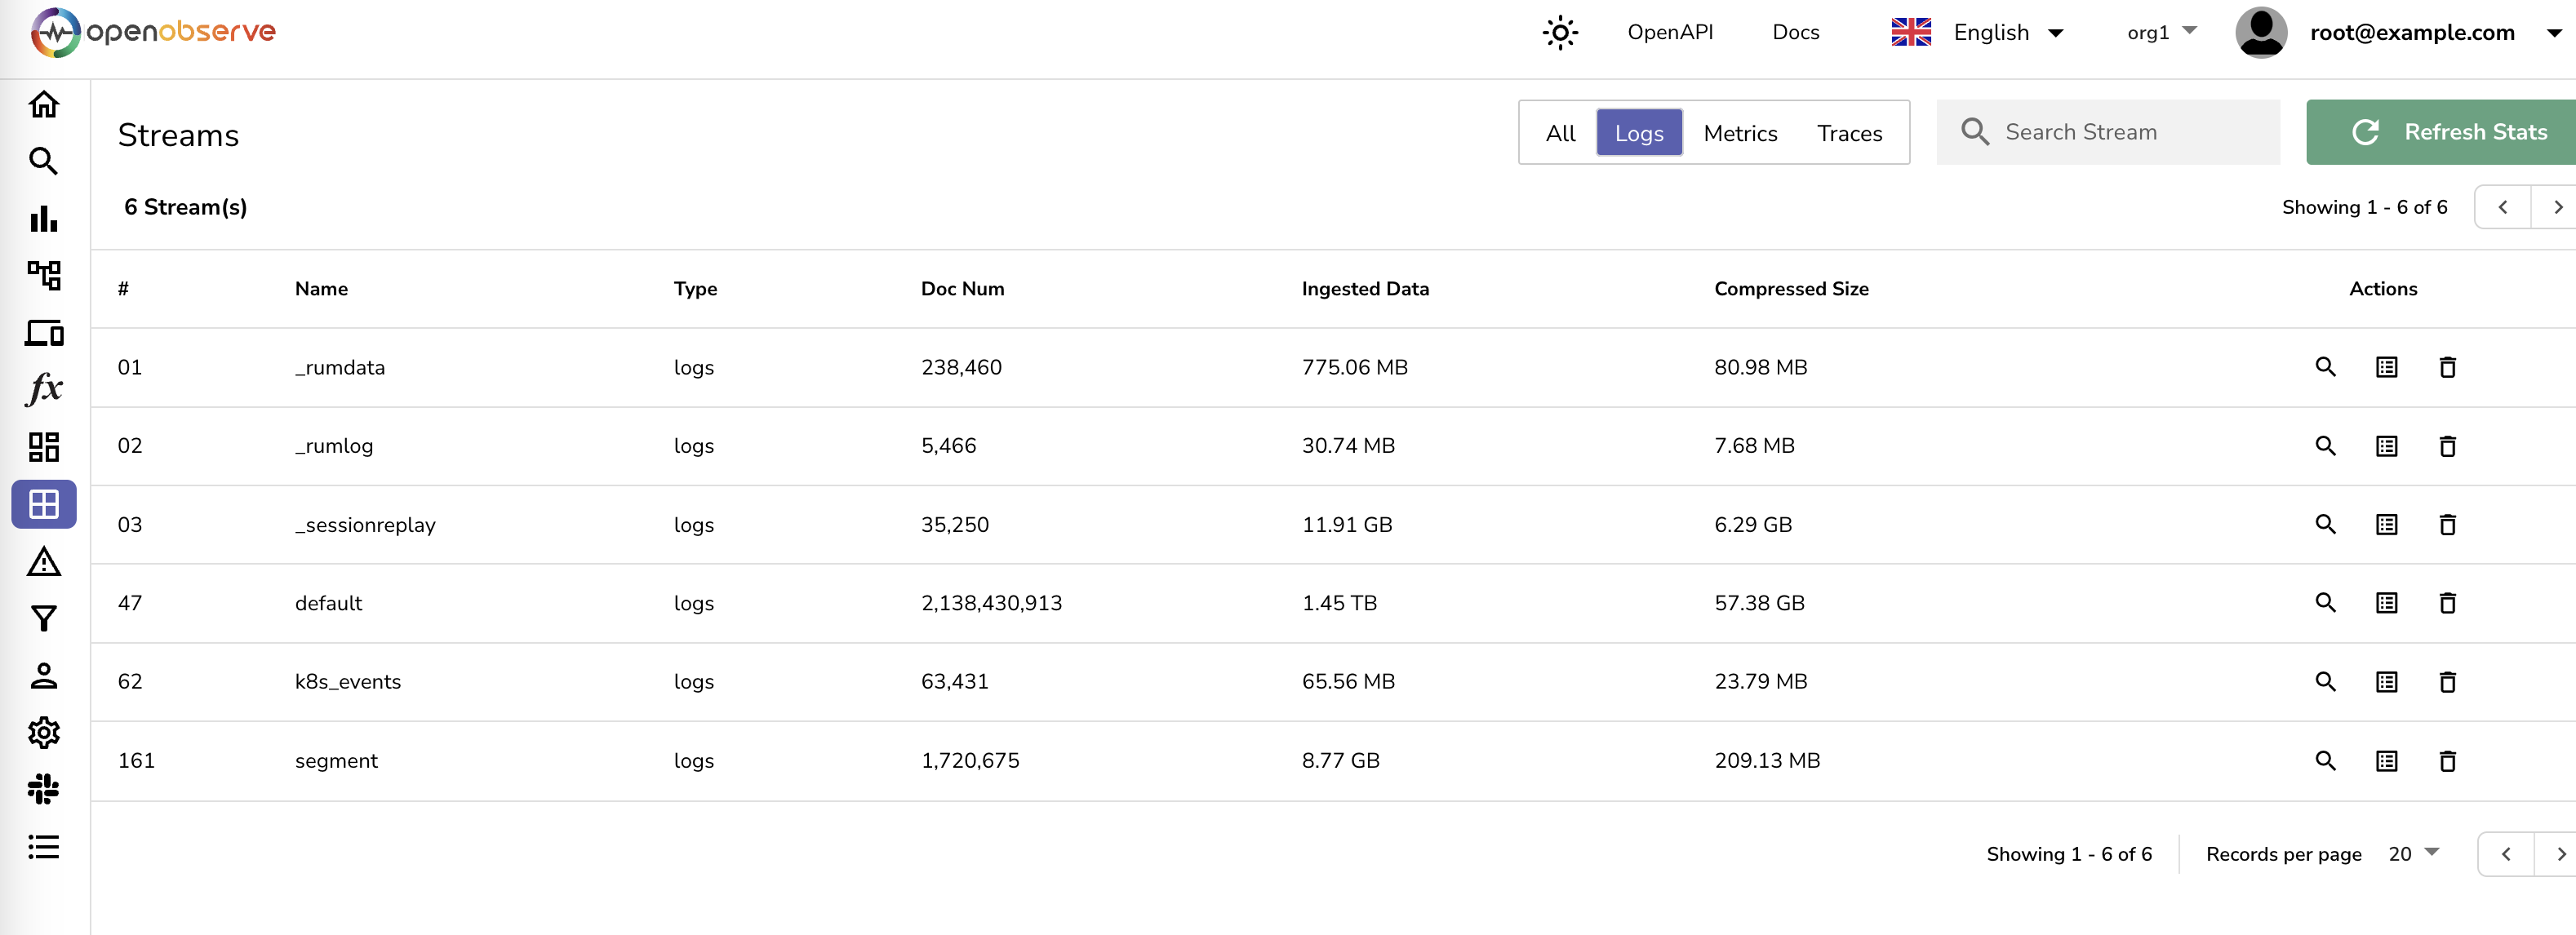 openobserve OpenAPI Docs English org1 root@example.com
Streams All Logs Metrics Traces Search Stream Refresh Stats
6 Stream(s) Showing 1 - 6 of 6
# Name Type Doc Num Ingested Data Compressed Size Actions
01 _rumdata logs 238,460 775.06 MB 80.98 MB
02 _rumlog logs 5,466 30.74 MB 7.68 MB
03 _sessionreplay logs 35,250 11.91 GB 6.29 GB
47 default logs 2,138,430,913 1.45 TB 57.38 GB
62 k8s_events logs 63,431 65.56 MB 23.79 MB
161 segment logs 1,720,675 8.77 GB 209.13 MB
Showing 1 - 6 of 6 Records per page 20
fx